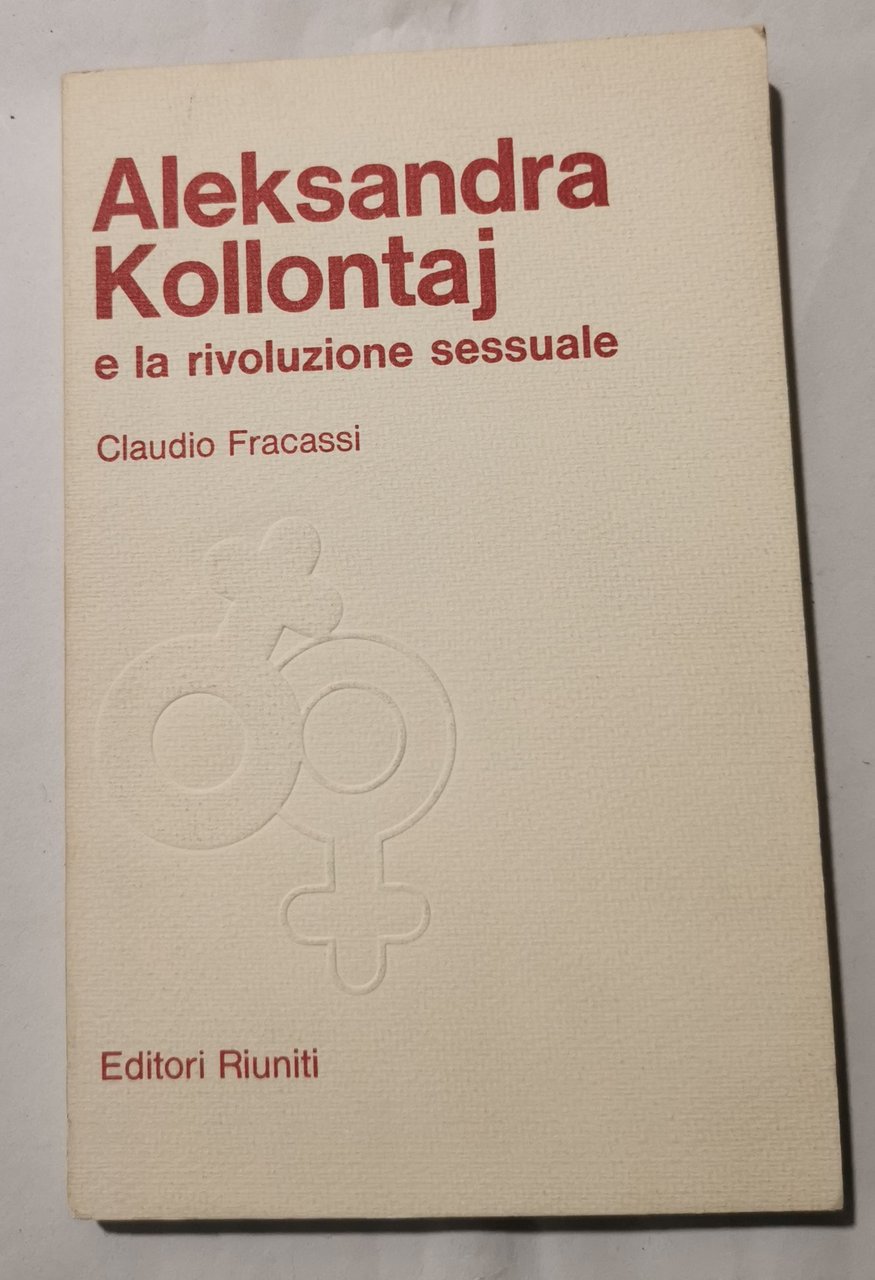 Aleksandra
Kollontaj
e la rivoluzione sessuale
Claudio Fracassi
Editori Riuniti